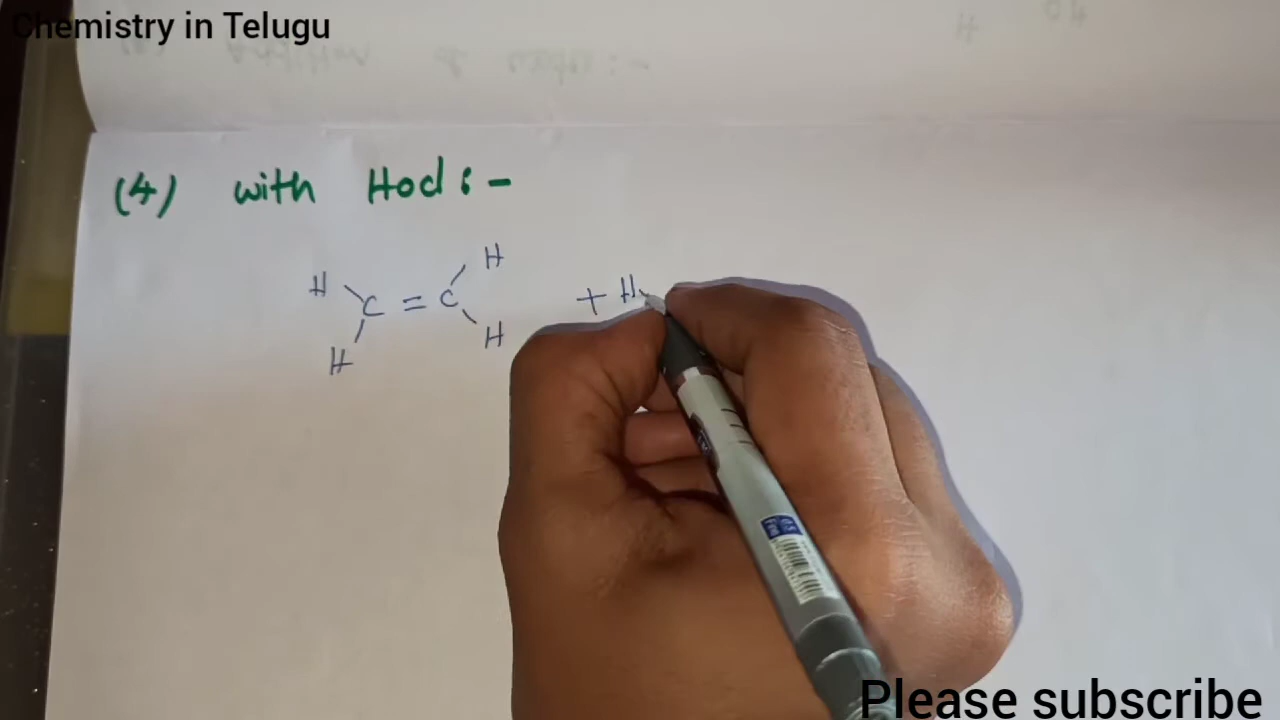 Chemistry in Telugu
(4) with Hocl :-
H H
C = C + H
H H
Please subscribe